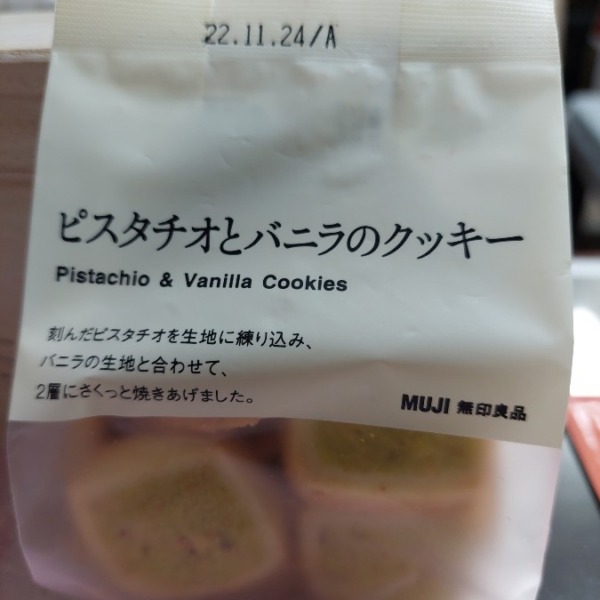 22.11.24/A
ピスタチオとバニラのクッキー
Pistachio & Vanilla Cookies
刻んだピスタチオを生地に練り込み、
バニラの生地と合わせて、
2層にさくっと焼きあげました。
MUJI 無印良品